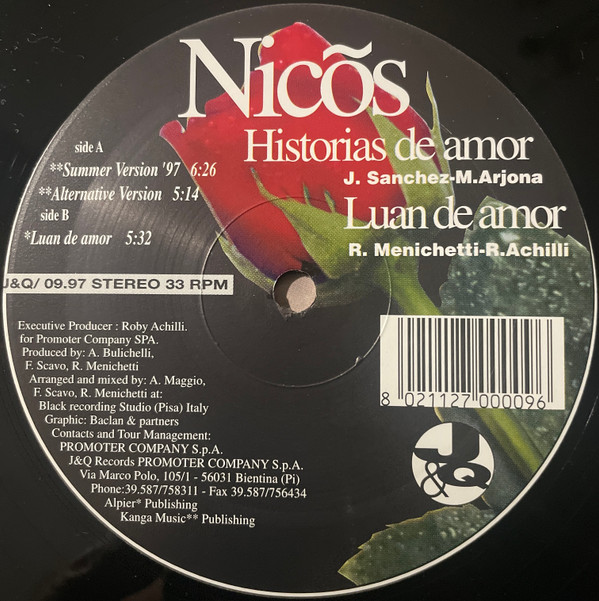 Nicõs
Historias de amor
J. Sanchez-M.Arjona
Luan de amor
R. Menichetti-R.Achilli
side A
**Summer Version '97 6:26
**Alternative Version 5:14
side B
*Luan de amor 5:32
J&Q/ 09.97 STEREO 33 RPM
Executive Producer : Roby Achilli.
for Promoter Company SPA.
Produced by: A. Bulichelli,
F. Scavo, R. Menichetti
Arranged and mixed by: A. Maggio,
F. Scavo, R. Menichetti at:
Black recording Studio (Pisa) Italy
Graphic: Baclan & partners
Contacts and Tour Management:
PROMOTER COMPANY S.p.A.
J&Q Records PROMOTER COMPANY S.p.A.
Via Marco Polo, 105/1 - 56031 Bientina (Pi)
Phone:39.587/758311 - Fax 39.587/756434
Alpier* Publishing
Kanga Music** Publishing
8 021127 000096
J&Q